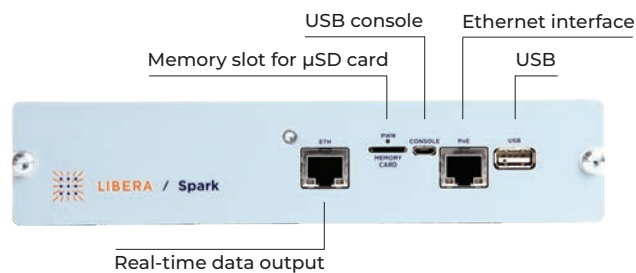 USB console
Ethernet interface
Memory slot for µSD card
USB
ETH
PWR
CONSOLE
PoE
USB
MEMORY
CARD
LIBERA / Spark
Real-time data output